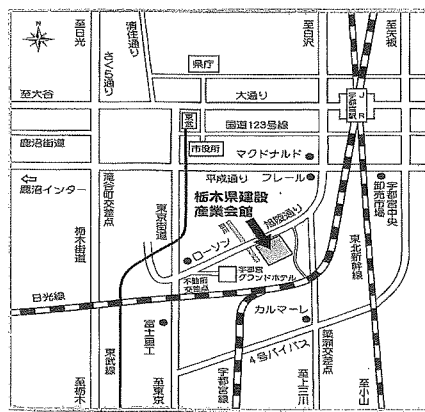 至日光
清住通り
さくら通り
至白沢
至矢板
県庁
至大谷
大通り
東武
国道123号線
JR
宇都宮駅
鹿沼街道
市役所
マクドナルド
鹿沼インター
滝谷町交差点
平成通り
フレール
宇都宮中央
卸売市場
栃木県建設
産業会館
旭陵通り
栃木街道
東京街道
ローソン
宇都宮
グランドホテル
不動前
交差点
東北新幹線
日光線
カルマーレ
富士重工
4号バイパス
簗瀬交差点
東武線
至栃木
至東京
宇都宮線
至上三川
至小山